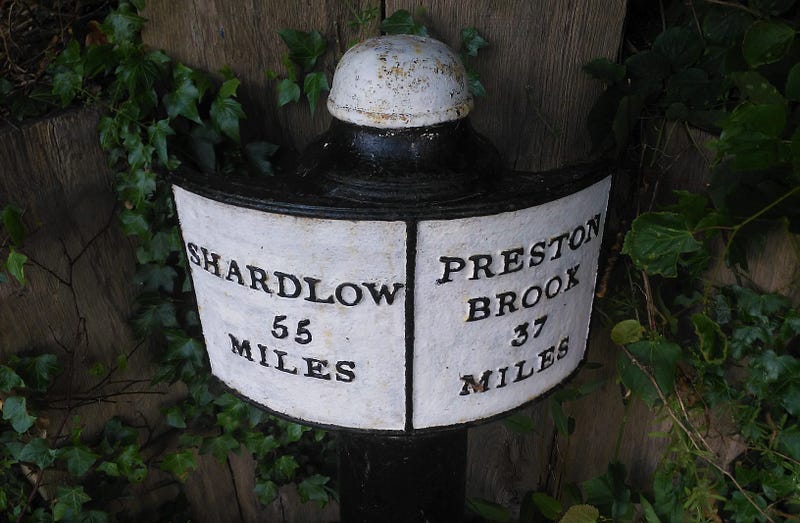 SHARDLOW
55
MILES
PRESTON
BROOK
37
MILES